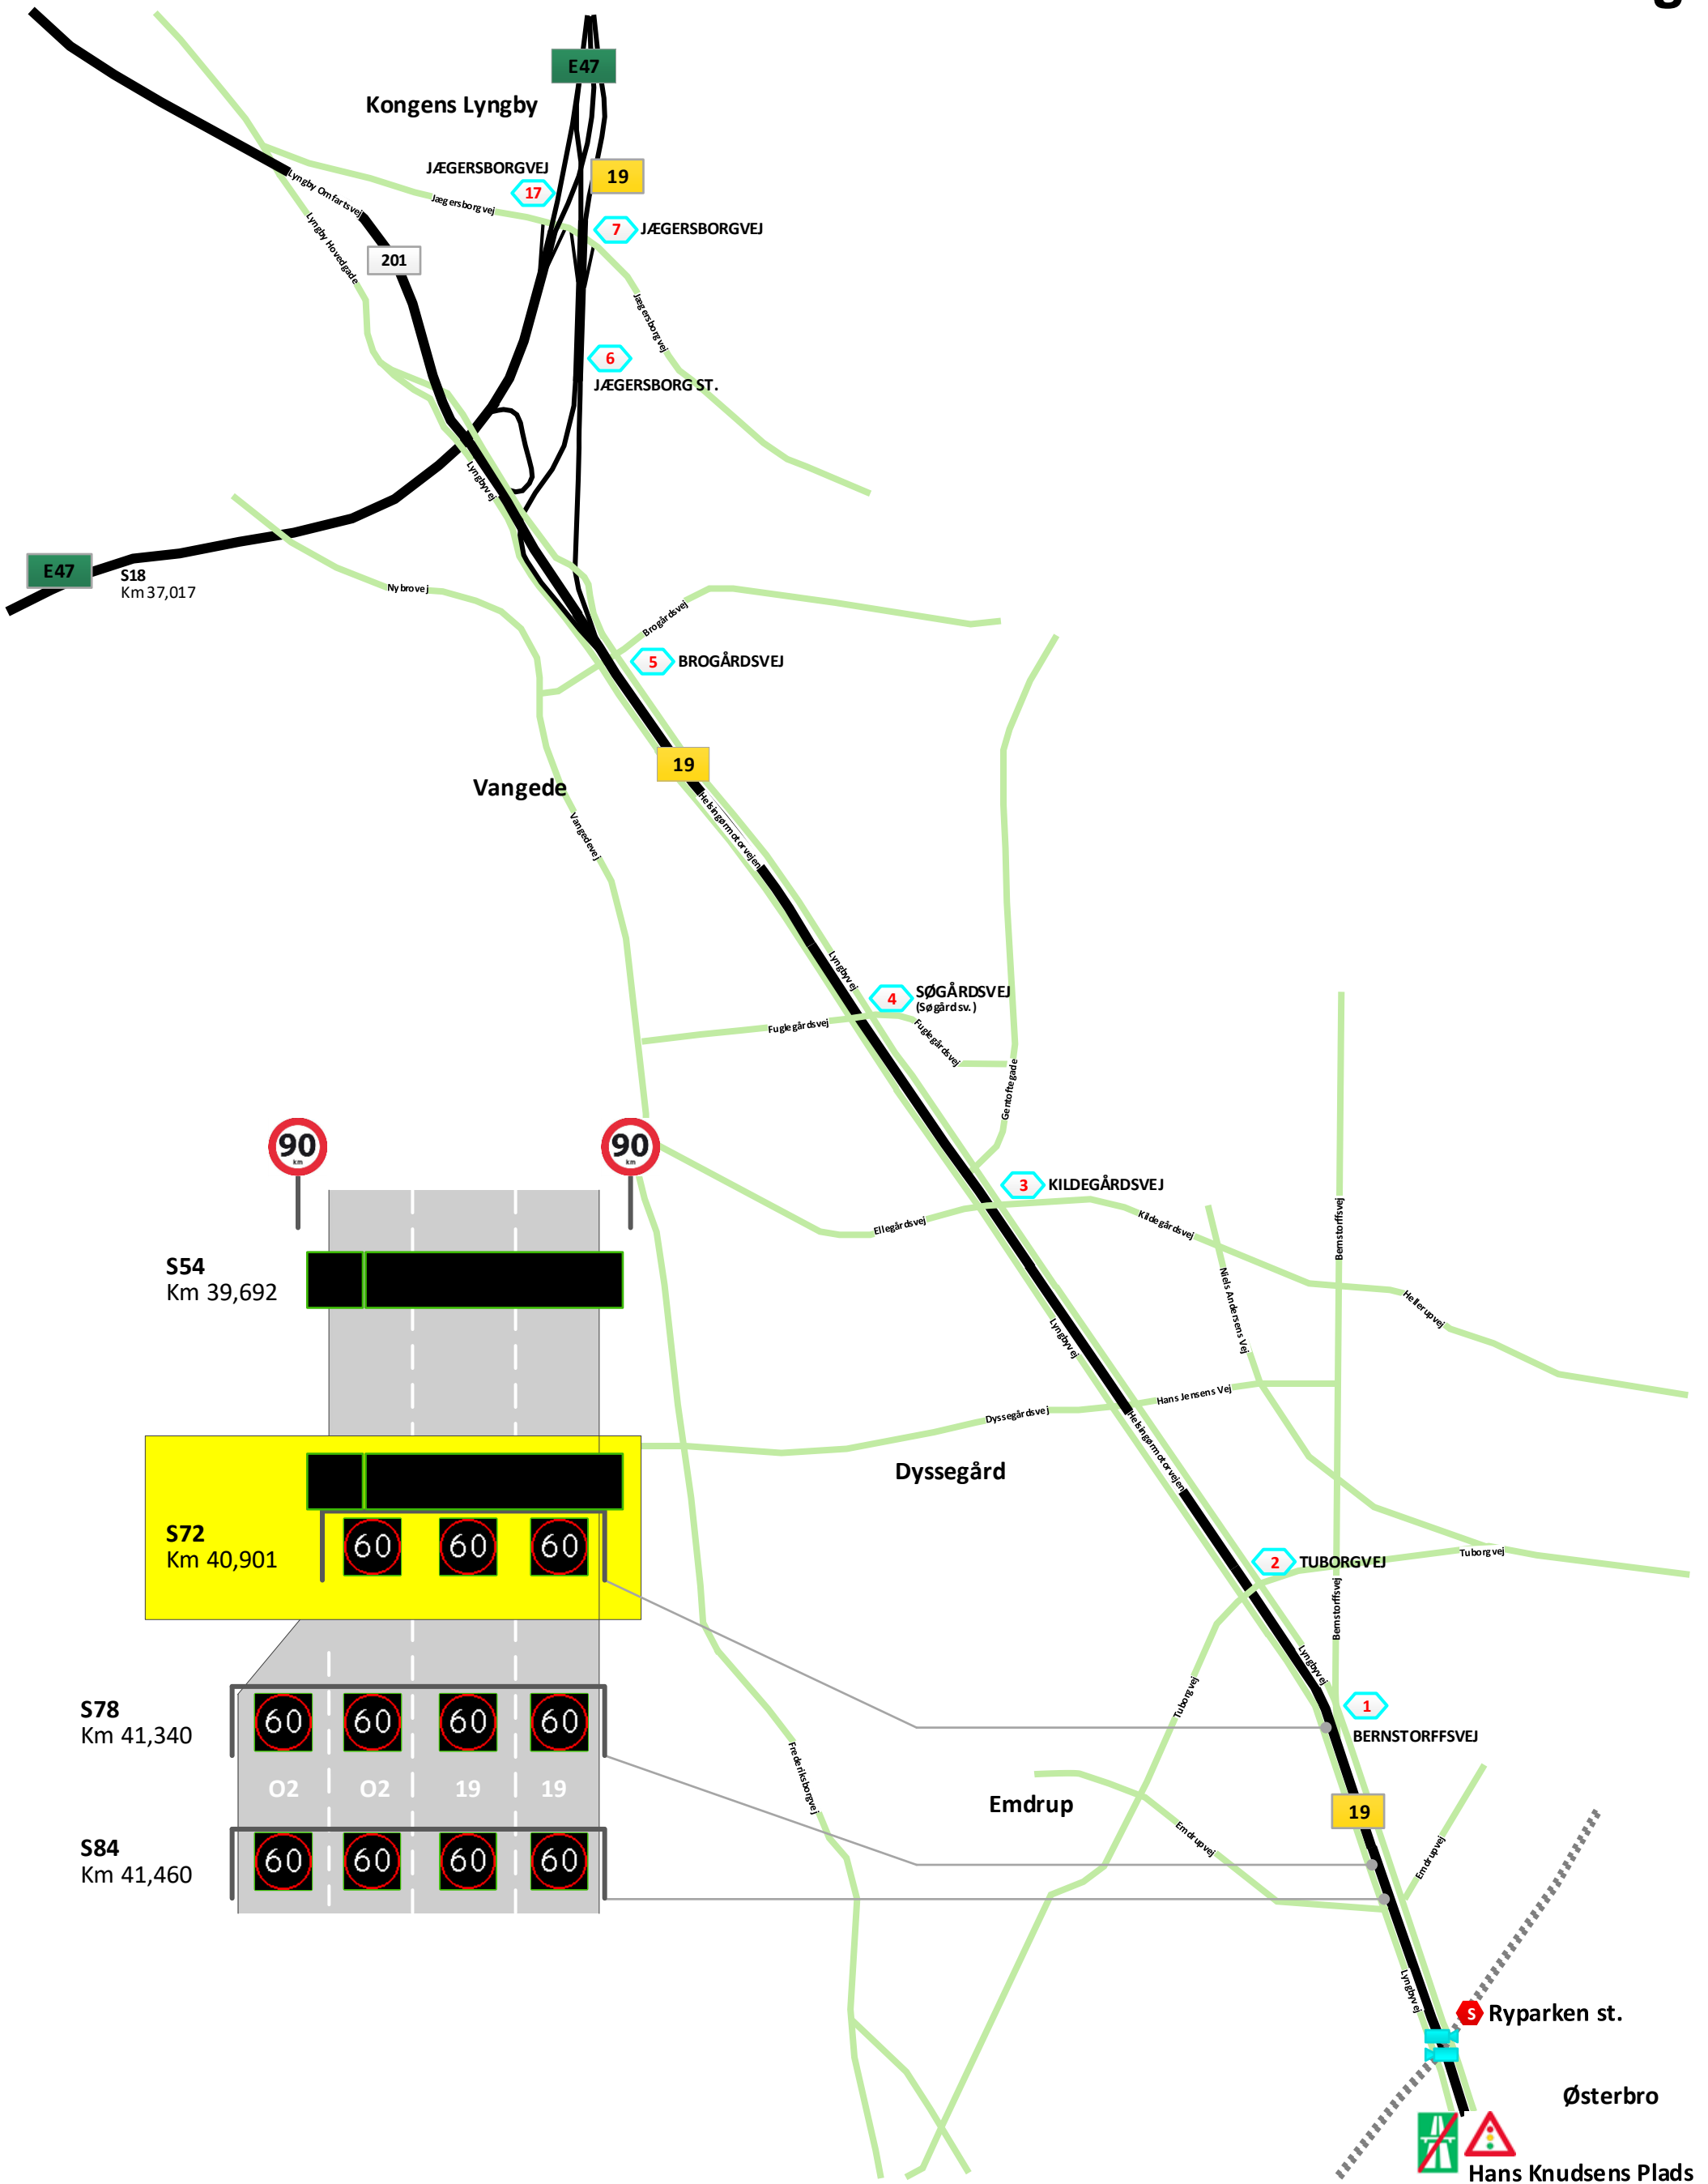 g
E47
Kongens Lyngby
JÆGERSBORGVEJ
17
19
Lyngby Omfartsvej
Jægersborgvej
7 JÆGERSBORGVEJ
Lyngby Hovedgade
201
Jægersborgvej
6
JÆGERSBORG ST.
Lyngbyvej
E47
S18
Km 37,017
Nybrovej
Brogårdsvej
5 BROGÅRDSVEJ
19
Vangede
Helsingørmotorvejen
Vangedevej
Lyngbyvej
4 SØGÅRDSVEJ
(Søgårdsv.)
Fuglegårdsvej
Fuglegårdsvej
Gentoftegade
90
km
90
km
3 KILDEGÅRDSVEJ
Ellegårdsvej
Kildegårdsvej
Bernstorffsvej
S54
Km 39,692
Niels Andersens Vej
Hellerupvej
Lyngbyvej
Hans Jensens Vej
Dyssegårdsvej
Helsingørmotorvejen
Dyssegård
S72
Km 40,901
60 60 60
2 TUBORGVEJ
Tuborgvej
Bernstorffsvej
Lyngbyvej
Tuborgvej
1
BERNSTORFFSVEJ
S78
Km 41,340
60 60 60 60
O2 O2 19 19
Frederiksborgvej
Emdrup
19
Emdrupvej
Emdrupvej
S84
Km 41,460
60 60 60 60
Lyngbyvej
S Ryparken st.
Østerbro
Hans Knudsens Plads